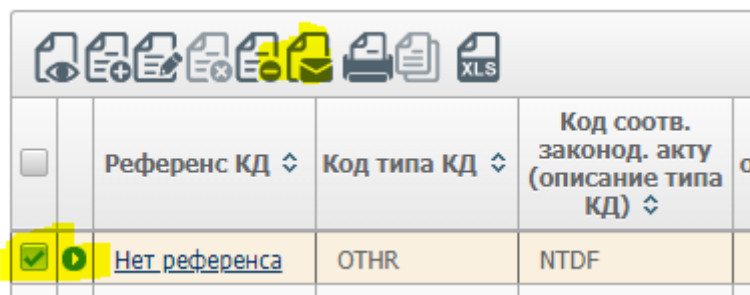 XLS
Референс КД
Код типа КД
Код соотв.
законод. акту
(описание типа
КД)
Нет референса
OTHR
NTDF